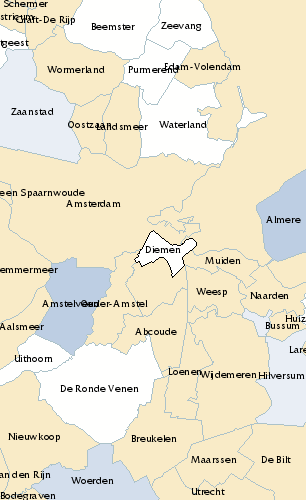 Schermer
Graft-De Rijp
Beemster
Zeevang
Wormerland
Purmerend
Edam-Volendam
Zaanstad
Oostzaan
Landsmeer
Waterland
een Spaarnwoude
Amsterdam
Almere
Diemen
Muiden
emmermeer
Weesp
Naarden
Amstelveen
Ouder-Amstel
Aalsmeer
Abcoude
Huiz
Bussum
Uithoorn
Lare
Loenen
Wijdemeren
Hilversum
De Ronde Venen
Nieuwkoop
Breukelen
Maarssen
De Bilt
an den Rijn
Woerden
Bodegraven
Utrecht